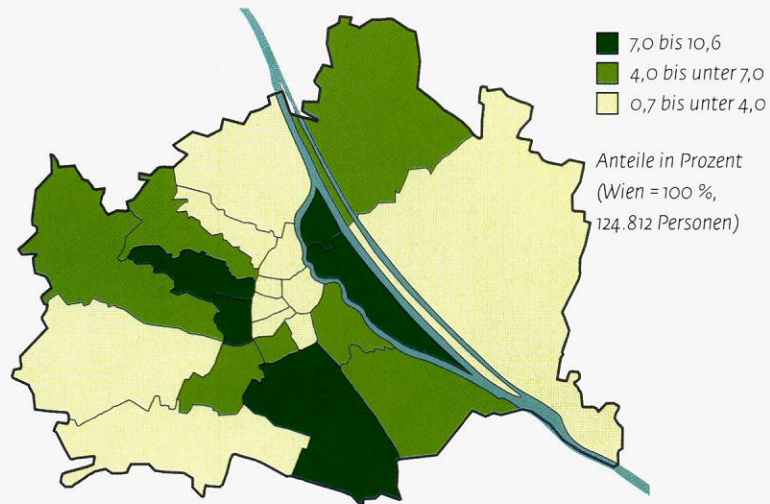 7,0 bis 10,6
4,0 bis unter 7,0
0,7 bis unter 4,0
Anteile in Prozent
(Wien = 100 %,
124.812 Personen)